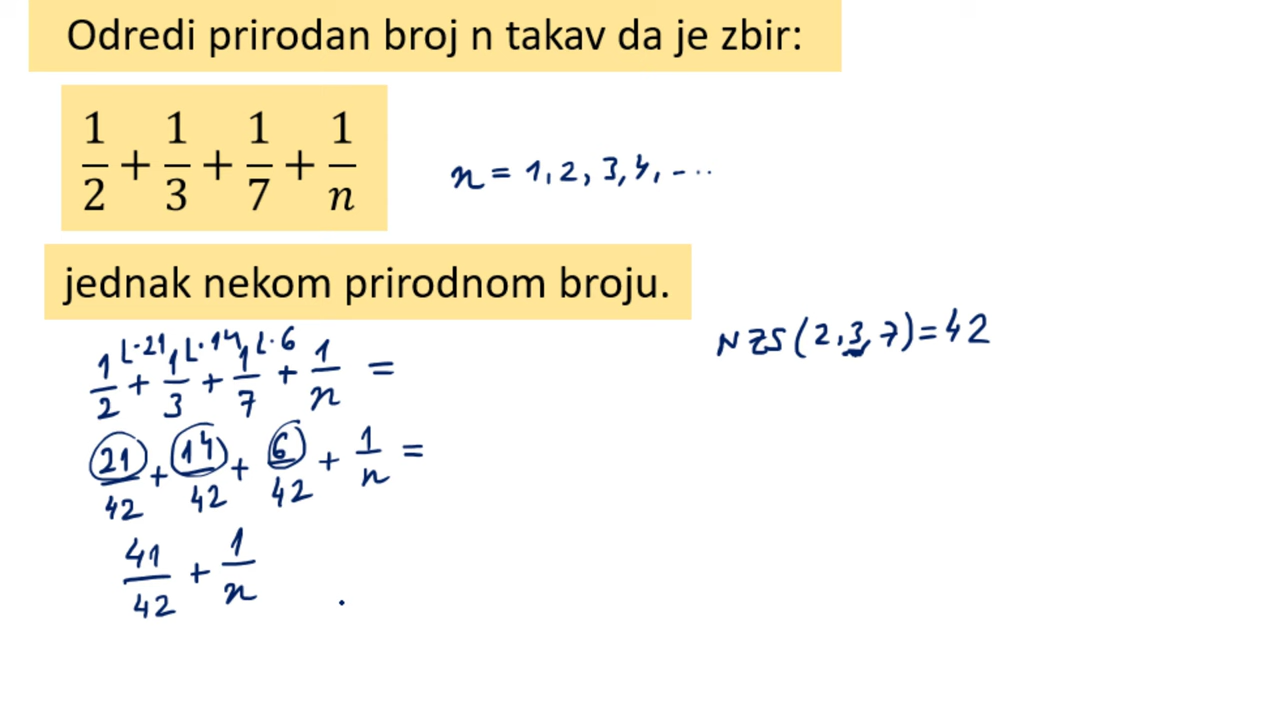 Odredi prirodan broj n takav da je zbir:
1/2 + 1/3 + 1/7 + 1/n
n = 1, 2, 3, 4, - ..
jednak nekom prirodnom broju.
NZS (2, 3, 7) = 42
1/2 L·21 + 1/3 L·14 + 1/7 L·6 + 1/n =
21/42 + 14/42 + 6/42 + 1/n =
41/42 + 1/n .